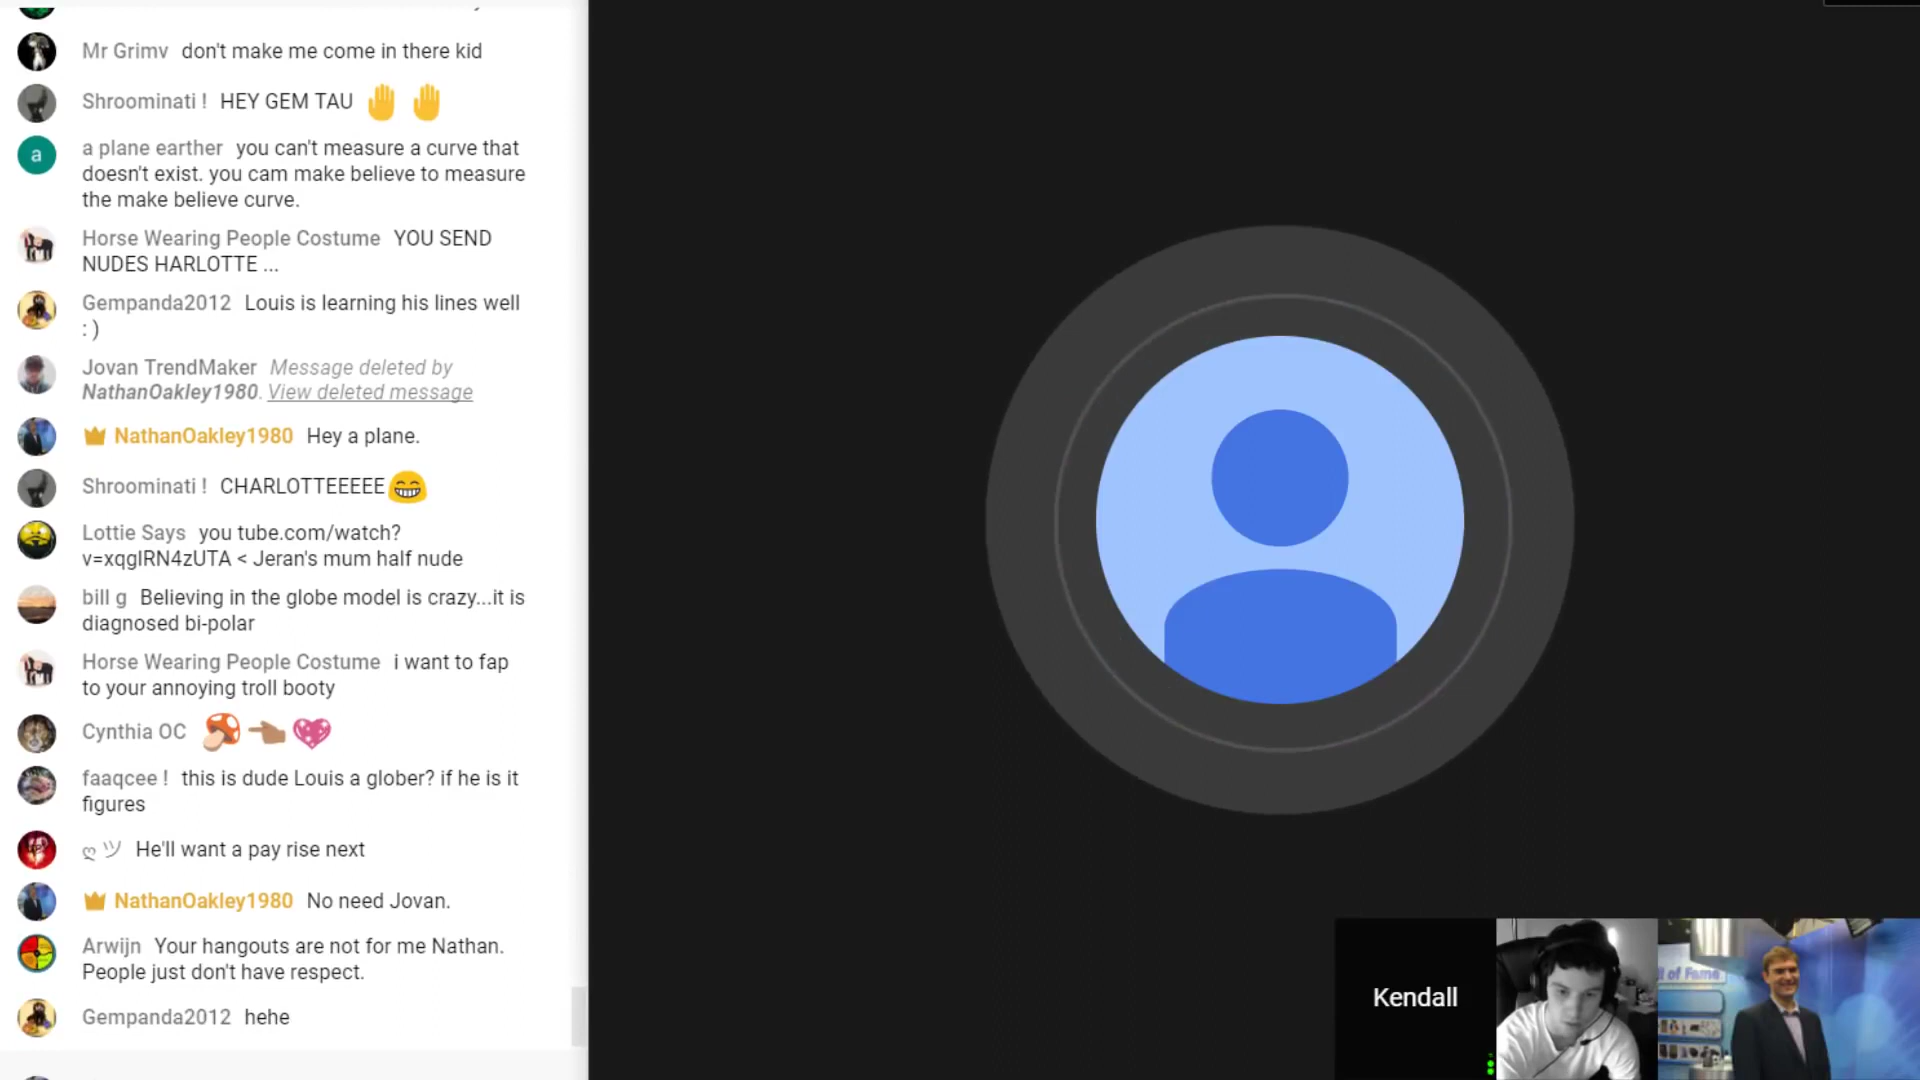 Mr Grimv don't make me come in there kid
Shroominati ! HEY GEM TAU 🤚 🤚
a
a plane earther you can't measure a curve that
doesn't exist. you cam make believe to measure
the make believe curve.
Horse Wearing People Costume YOU SEND
NUDES HARLOTTE ...
Gempanda2012 Louis is learning his lines well
: )
Jovan TrendMaker Message deleted by
NathanOakley1980. View deleted message
NathanOakley1980 Hey a plane.
Shroominati ! CHARLOTTEEEEE😁
Lottie Says you tube.com/watch?
v=xqglRN4zUTA < Jeran's mum half nude
bill g Believing in the globe model is crazy...it is
diagnosed bi-polar
Horse Wearing People Costume i want to fap
to your annoying troll booty
Cynthia OC 🍄👈🏽💖
faaqcee ! this is dude Louis a glober? if he is it
figures
ღ ツ He'll want a pay rise next
NathanOakley1980 No need Jovan.
Arwijn Your hangouts are not for me Nathan.
People just don't have respect.
Gempanda2012 hehe
Kendall
of Fame